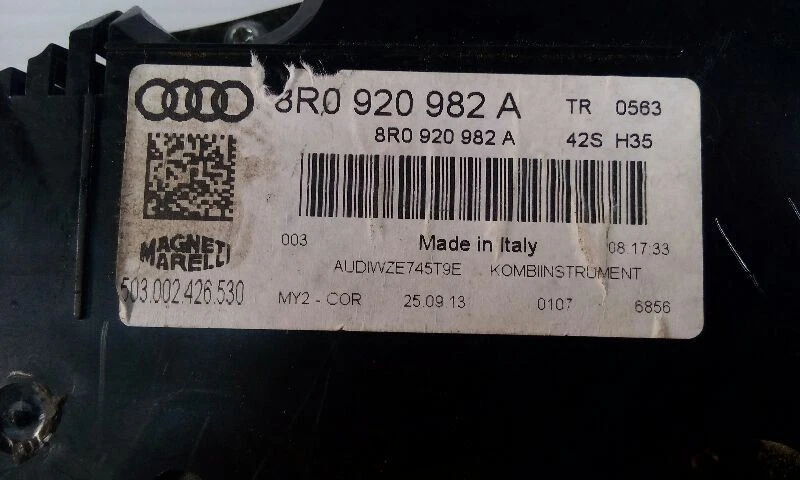 8R0 920 982 A TR 0563
8R0 920 982 A 42S H35
003 Made in Italy 08:17:33
MAGNETI
MARELLI
AUDIWZE745T9E KOMBIINSTRUMENT
503.002.426.530
MY2 - COR 25.09.13 0107 6856